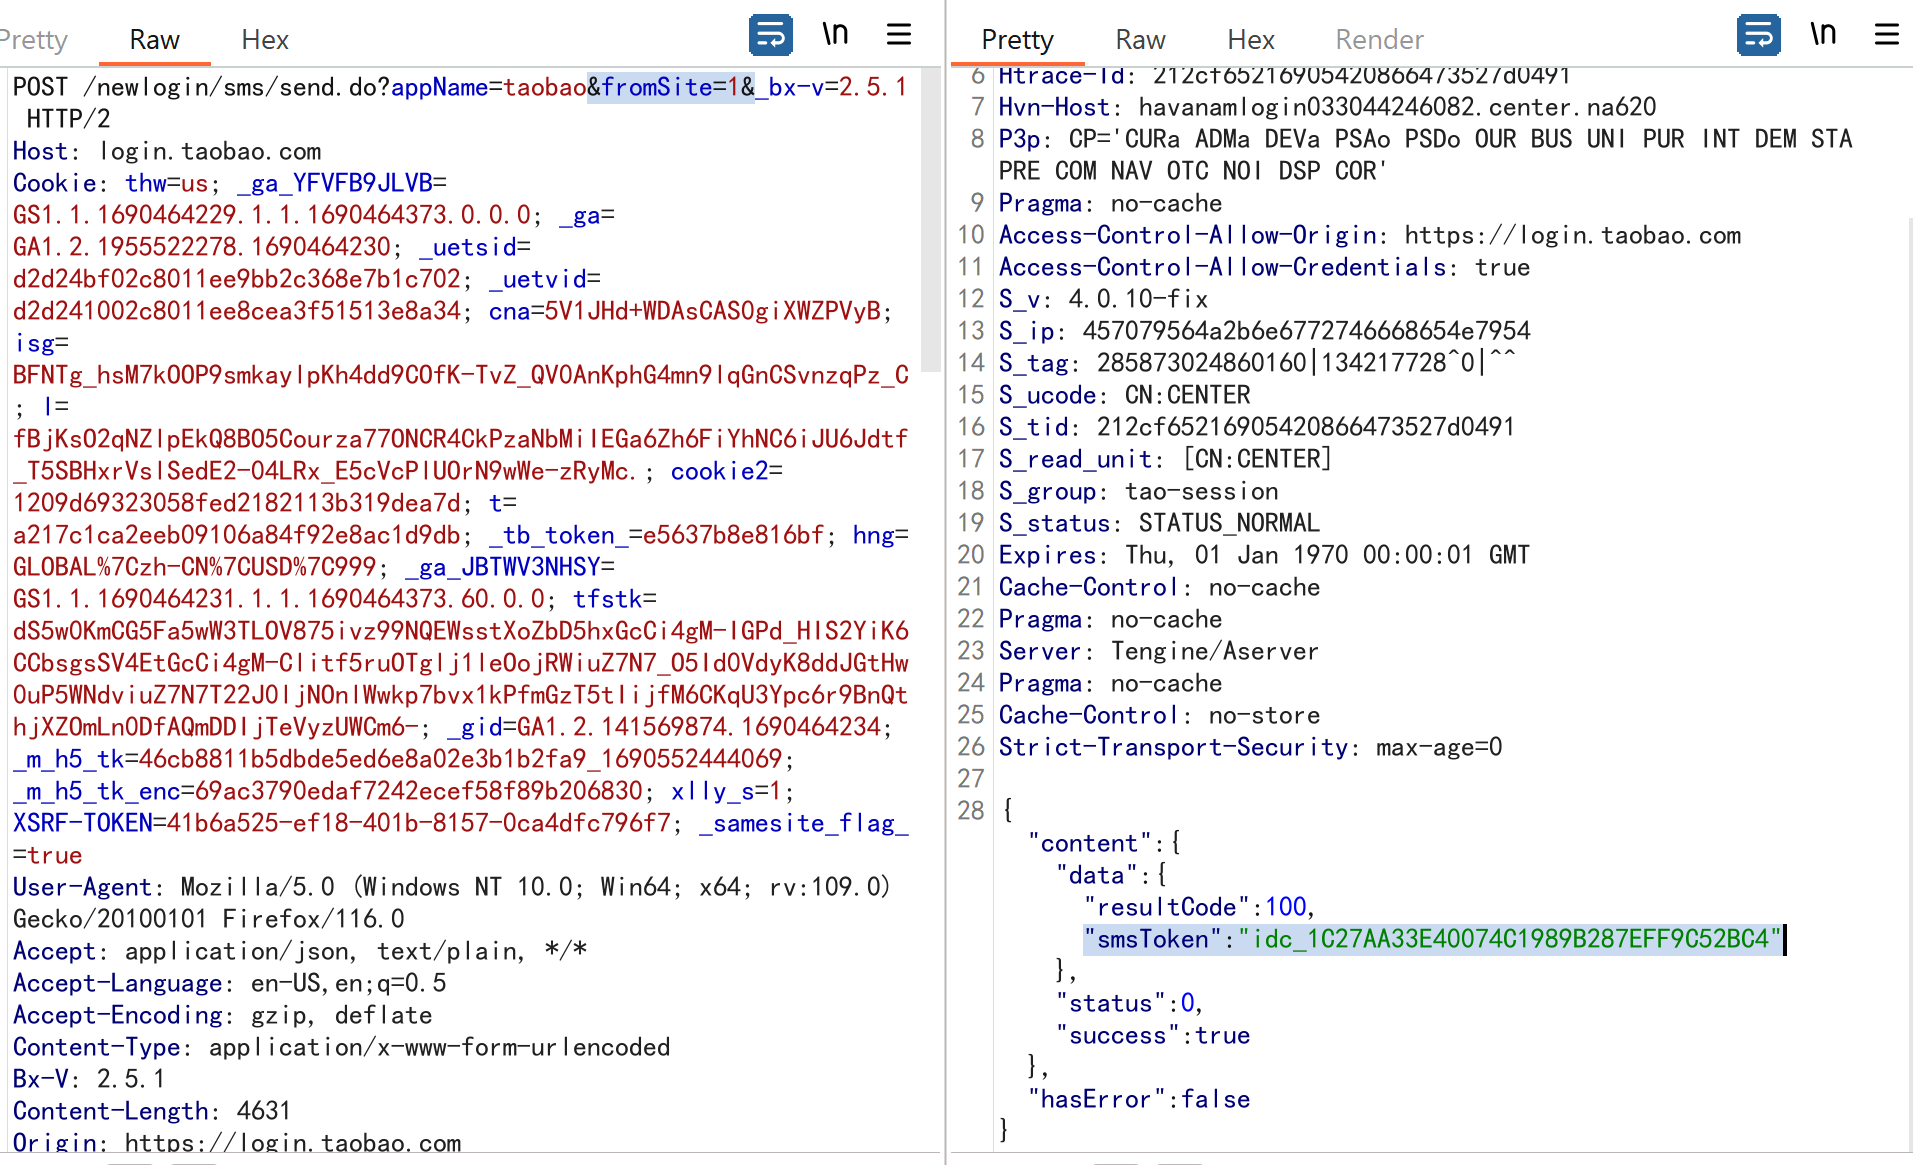 Pretty Raw Hex \n
POST /newlogin/sms/send.do?appName=taobao&fromSite=1&_bx-v=2.5.1
HTTP/2
Host: login.taobao.com
Cookie: thw=us; _ga_YFVFB9JLVB=
GS1.1.1690464229.1.1.1690464373.0.0.0; _ga=
GA1.2.1955522278.1690464230; _uetsid=
d2d24bf02c8011ee9bb2c368e7b1c702; _uetvid=
d2d241002c8011ee8cea3f51513e8a34; cna=5V1JHd+WDAsCAS0giXWZPVyB;
isg=
BFNTg_hsM7kOOP9smkaylpKh4dd9COfK-TvZ_QV0AnKphG4mn9lqGnCSvnzqPz_C
; l=
fBjKsO2qNZlpEkQ8BO5Courza77ONCR4CkPzaNbMiIEGa6Zh6FiYhNC6iJU6Jdtf
_T5SBHxrVslSedE2-04LRx_E5cVcPlUOrN9wWe-zRyMc.; cookie2=
1209d69323058fed2182113b319dea7d; t=
a217c1ca2eeb09106a84f92e8ac1d9db; _tb_token_=e5637b8e816bf; hng=
GLOBAL%7Czh-CN%7CUSD%7C999; _ga_JBTWV3NHSY=
GS1.1.1690464231.1.1.1690464373.60.0.0; tfstk=
dS5wOKmCG5Fa5wW3TLOV875ivz99NQEWsstXoZbD5hxGcCi4gM-IGPd_HIS2YiK6
CCbsgsSV4EtGcCi4gM-Clitf5ruOTglj1leOojRWiuZ7N7_O5ld0VdyK8ddJGtHw
OuP5WNdviuZ7N7T22J0ljNOnlWwkp7bvx1kPfmGzT5tIijfM6CKqU3Ypc6r9BnQt
hjXZOmLnODfAQmDDIjTeVyzUWCm6-; _gid=GA1.2.141569874.1690464234;
_m_h5_tk=46cb8811b5dbde5ed6e8a02e3b1b2fa9_1690552444069;
_m_h5_tk_enc=69ac3790edaf7242ecef58f89b206830; xlly_s=1;
XSRF-TOKEN=41b6a525-ef18-401b-8157-0ca4dfc796f7; _samesite_flag_
=true
User-Agent: Mozilla/5.0 (Windows NT 10.0; Win64; x64; rv:109.0)
Gecko/20100101 Firefox/116.0
Accept: application/json, text/plain, */*
Accept-Language: en-US,en;q=0.5
Accept-Encoding: gzip, deflate
Content-Type: application/x-www-form-urlencoded
Bx-V: 2.5.1
Content-Length: 4631
Origin: https://login.taobao.com
Pretty Raw Hex Render \n
6 Htrace-Id: 212cf65216905420866473527d0491
7 Hvn-Host: havanamlogin033044246082.center.na620
8 P3p: CP='CURa ADMa DEVa PSAo PSDo OUR BUS UNI PUR INT DEM STA
PRE COM NAV OTC NOI DSP COR'
9 Pragma: no-cache
10 Access-Control-Allow-Origin: https://login.taobao.com
11 Access-Control-Allow-Credentials: true
12 S_v: 4.0.10-fix
13 S_ip: 457079564a2b6e6772746668654e7954
14 S_tag: 285873024860160|134217728^0|^^
15 S_ucode: CN:CENTER
16 S_tid: 212cf65216905420866473527d0491
17 S_read_unit: [CN:CENTER]
18 S_group: tao-session
19 S_status: STATUS_NORMAL
20 Expires: Thu, 01 Jan 1970 00:00:01 GMT
21 Cache-Control: no-cache
22 Pragma: no-cache
23 Server: Tengine/Aserver
24 Pragma: no-cache
25 Cache-Control: no-store
26 Strict-Transport-Security: max-age=0
27
28 {
"content":{
"data":{
"resultCode":100,
"smsToken":"idc_1C27AA33E40074C1989B287EFF9C52BC4"
},
"status":0,
"success":true
},
"hasError":false
}